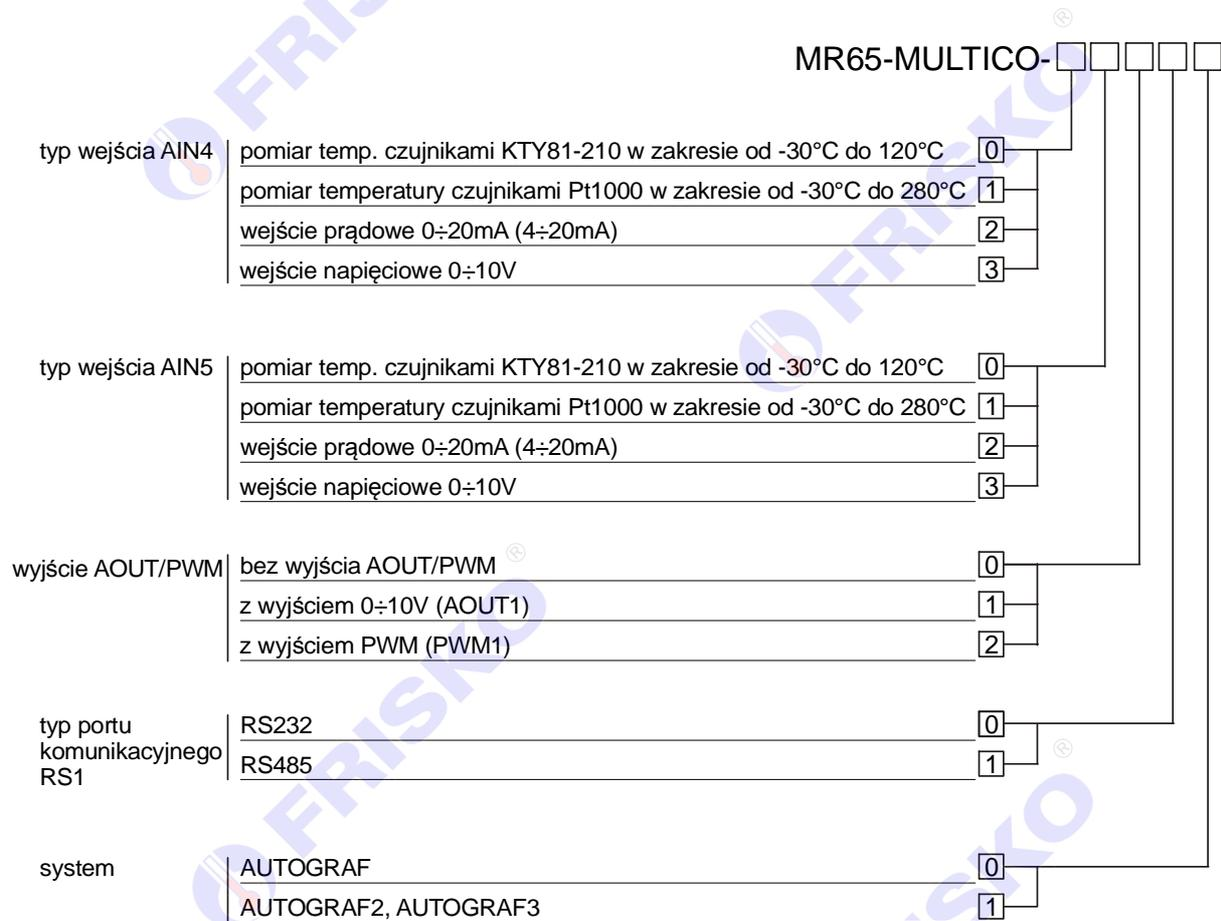 MR65-MULTICO-
typ wejścia AIN4
pomiar temp. czujnikami KTY81-210 w zakresie od -30°C do 120°C 0
pomiar temperatury czujnikami Pt1000 w zakresie od -30°C do 280°C 1
wejście prądowe 0÷20mA (4÷20mA) 2
wejście napięciowe 0÷10V 3
typ wejścia AIN5
pomiar temp. czujnikami KTY81-210 w zakresie od -30°C do 120°C 0
pomiar temperatury czujnikami Pt1000 w zakresie od -30°C do 280°C 1
wejście prądowe 0÷20mA (4÷20mA) 2
wejście napięciowe 0÷10V 3
wyjście AOUT/PWM
bez wyjścia AOUT/PWM 0
z wyjściem 0÷10V (AOUT1) 1
z wyjściem PWM (PWM1) 2
typ portu
komunikacyjnego
RS1
RS232 0
RS485 1
system
AUTOGRAF 0
AUTOGRAF2, AUTOGRAF3 1
FRISKO ®
FRISKO ®
FRISKO ®
FRISKO ®